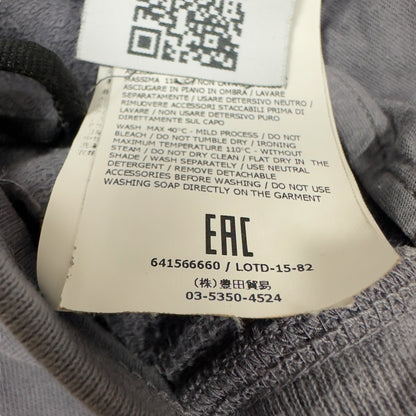 MASSIMA 110
ASCIUGARE IN PIANO IN OMBRA / LAVARE
SEPARATAMENTE / USARE DETERSIVO NEUTRO /
RIMUOVERE ACCESSORI STACCABILI PRIMA DI
LAVARE / NON USARE DETERSIVO PURO
DIRETTAMENTE SUL CAPO
WASH MAX 40°C - MILD PROCESS / DO NOT
BLEACH / DO NOT TUMBLE DRY / IRONING
MAXIMUM TEMPERATURE 110°C - WITHOUT
STEAM / DO NOT DRY CLEAN / FLAT DRY IN THE
SHADE / WASH SEPARATELY / USE NEUTRAL
DETERGENT / REMOVE DETACHABLE
ACCESSORIES BEFORE WASHING / DO NOT USE
WASHING SOAP DIRECTLY ON THE GARMENT
EAC
641566660 / LOTD-15-82
(株)豊田貿易
03-5350-4524